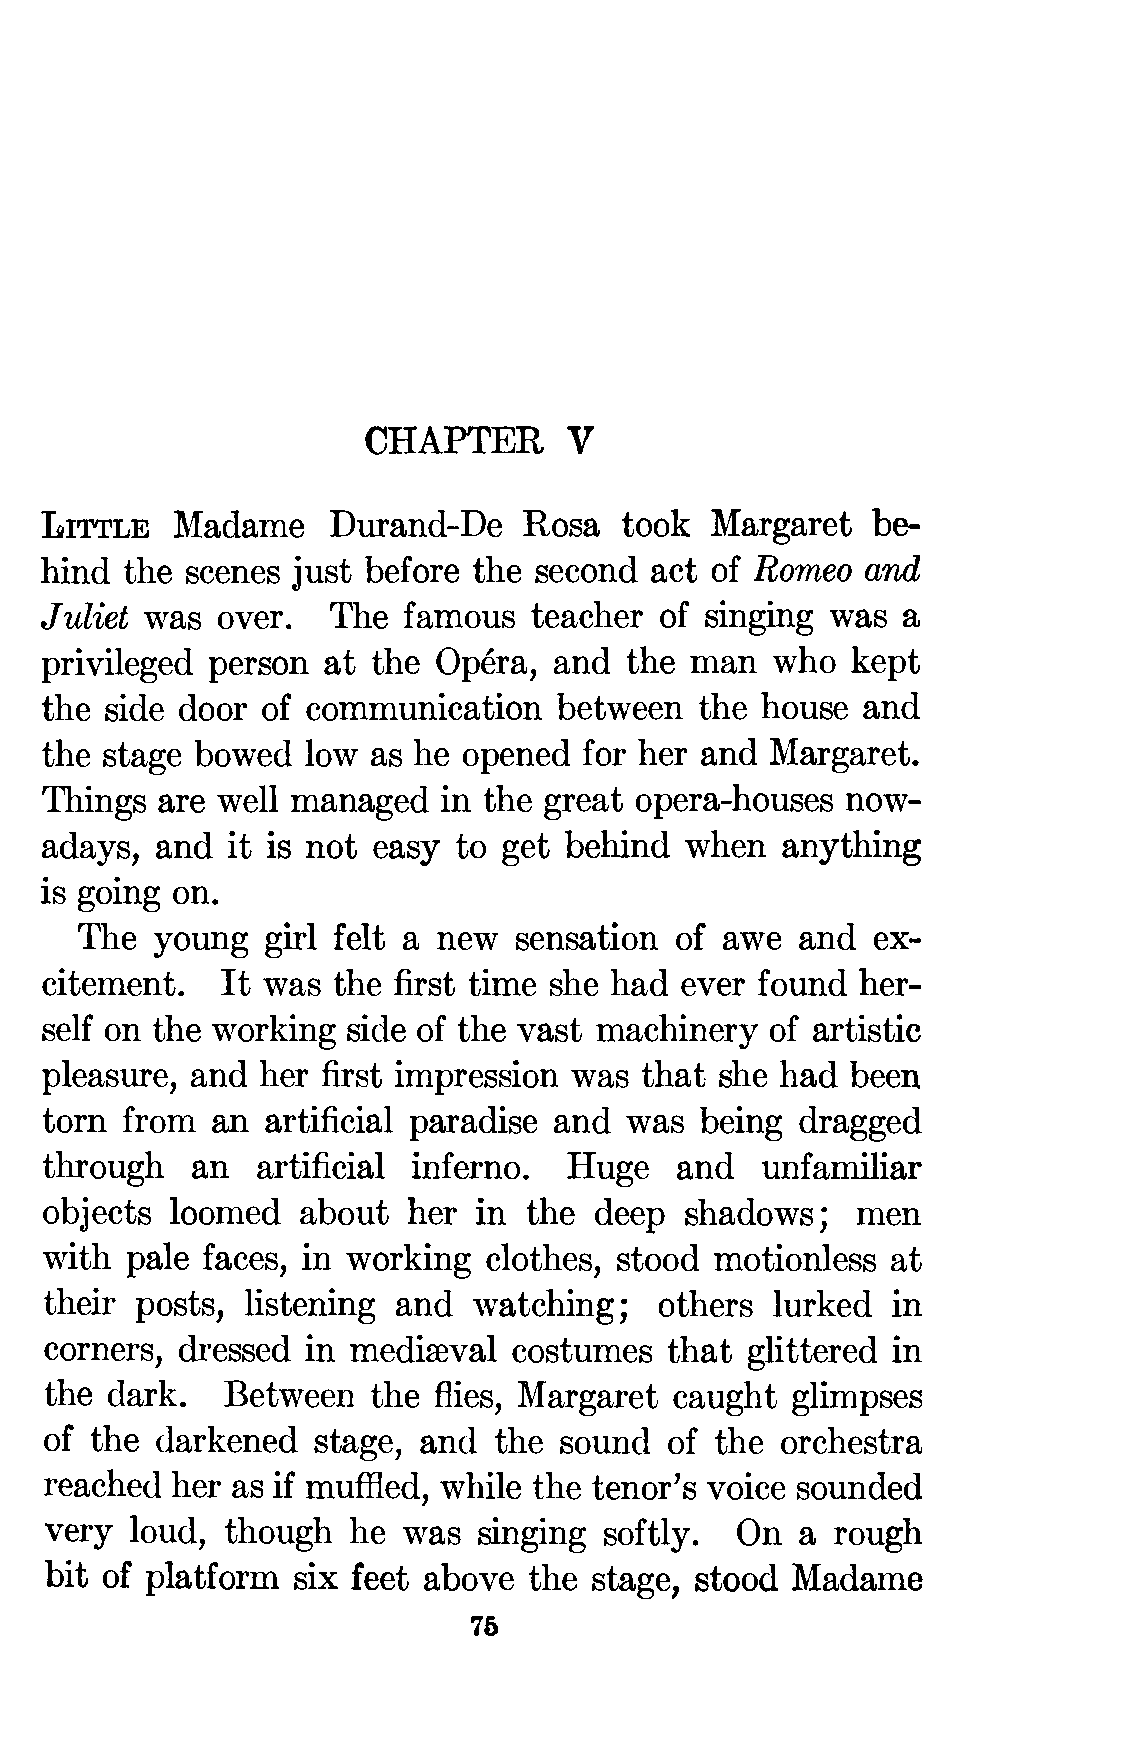 CHAPTER V
LITTLE Madame Durand-De Rosa took Margaret be-
hind the scenes just before the second act of Romeo and
Juliet was over. The famous teacher of singing was a
privileged person at the Opéra, and the man who kept
the side door of communication between the house and
the stage bowed low as he opened for her and Margaret.
Things are well managed in the great opera-houses now-
adays, and it is not easy to get behind when anything
is going on.
The young girl felt a new sensation of awe and ex-
citement. It was the first time she had ever found her-
self on the working side of the vast machinery of artistic
pleasure, and her first impression was that she had been
torn from an artificial paradise and was being dragged
through an artificial inferno. Huge and unfamiliar
objects loomed about her in the deep shadows; men
with pale faces, in working clothes, stood motionless at
their posts, listening and watching; others lurked in
corners, dressed in mediæval costumes that glittered in
the dark. Between the flies, Margaret caught glimpses
of the darkened stage, and the sound of the orchestra
reached her as if muffled, while the tenor's voice sounded
very loud, though he was singing softly. On a rough
bit of platform six feet above the stage, stood Madame
75